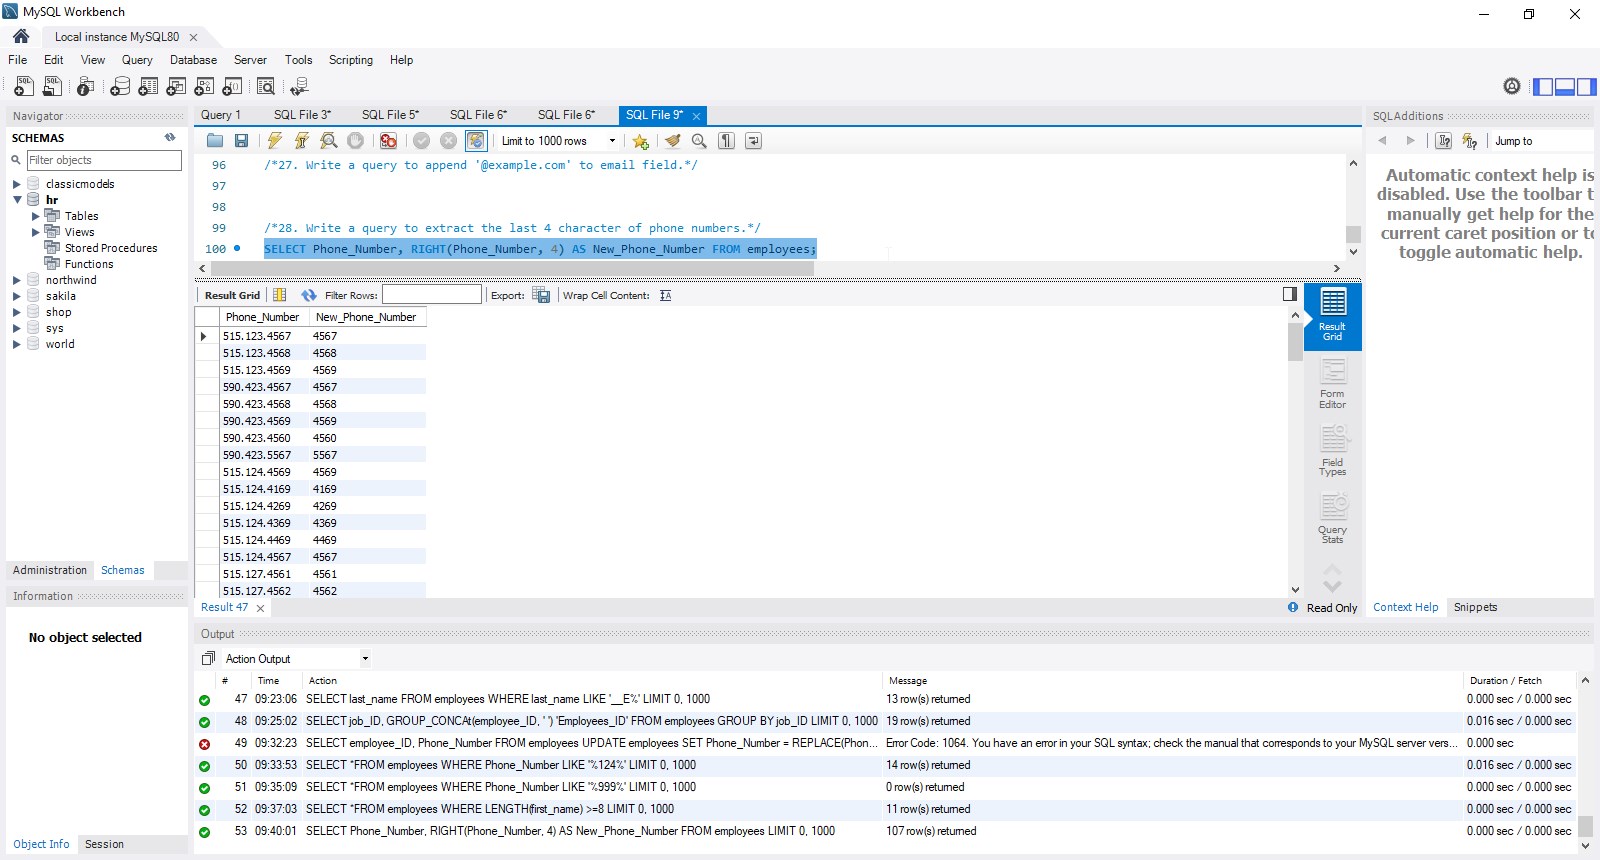 MySQL Workbench
Local instance MySQL80
File Edit View Query Database Server Tools Scripting Help
Navigator
SCHEMAS
Filter objects
classicmodels
hr
Tables
Views
Stored Procedures
Functions
northwind
sakila
shop
sys
world
Administration Schemas
Information
No object selected
Object Info Session
Query 1 SQL File 3* SQL File 5* SQL File 6* SQL File 6* SQL File 9*
Limit to 1000 rows
96 /*27. Write a query to append '@example.com' to email field.*/
97
98
99 /*28. Write a query to extract the last 4 character of phone numbers.*/
100 SELECT Phone_Number, RIGHT(Phone_Number, 4) AS New_Phone_Number FROM employees;
Result Grid Filter Rows: Export: Wrap Cell Content:
Phone_Number New_Phone_Number
515.123.4567 4567
515.123.4568 4568
515.123.4569 4569
590.423.4567 4567
590.423.4568 4568
590.423.4569 4569
590.423.4560 4560
590.423.5567 5567
515.124.4569 4569
515.124.4169 4169
515.124.4269 4269
515.124.4369 4369
515.124.4469 4469
515.124.4567 4567
515.127.4561 4561
515.127.4562 4562
Result Grid
Form Editor
Field Types
Query Stats
Result 47
Read Only
SQLAdditions
Jump to
Automatic context help is
disabled. Use the toolbar t
manually get help for the
current caret position or to
toggle automatic help.
Context Help Snippets
Output
Action Output
# Time Action Message Duration / Fetch
47 09:23:06 SELECT last_name FROM employees WHERE last_name LIKE '__E%' LIMIT 0, 1000 13 row(s) returned 0.000 sec / 0.000 sec
48 09:25:02 SELECT job_ID, GROUP_CONCAt(employee_ID, ' ') 'Employees_ID' FROM employees GROUP BY job_ID LIMIT 0, 1000 19 row(s) returned 0.016 sec / 0.000 sec
49 09:32:23 SELECT employee_ID, Phone_Number FROM employees UPDATE employees SET Phone_Number = REPLACE(Phon... Error Code: 1064. You have an error in your SQL syntax; check the manual that corresponds to your MySQL server vers... 0.000 sec
50 09:33:53 SELECT *FROM employees WHERE Phone_Number LIKE '%124%' LIMIT 0, 1000 14 row(s) returned 0.016 sec / 0.000 sec
51 09:35:09 SELECT *FROM employees WHERE Phone_Number LIKE '%999%' LIMIT 0, 1000 0 row(s) returned 0.000 sec / 0.000 sec
52 09:37:03 SELECT *FROM employees WHERE LENGTH(first_name) >=8 LIMIT 0, 1000 11 row(s) returned 0.000 sec / 0.000 sec
53 09:40:01 SELECT Phone_Number, RIGHT(Phone_Number, 4) AS New_Phone_Number FROM employees LIMIT 0, 1000 107 row(s) returned 0.000 sec / 0.000 sec